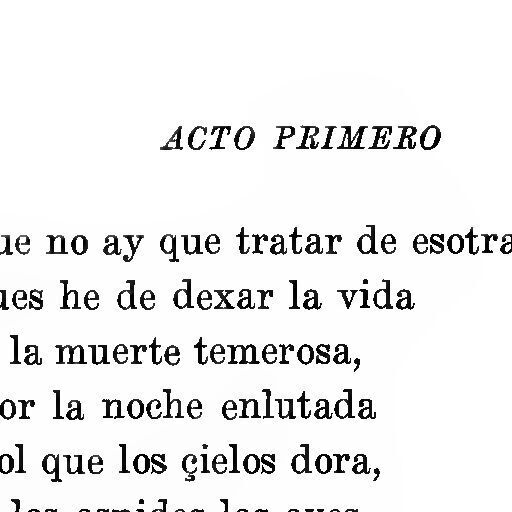 ACTO PRIMERO
ue no ay que tratar de esotra
ues he de dexar la vida
la muerte temerosa,
or la noche enlutada
ol que los çielos dora,